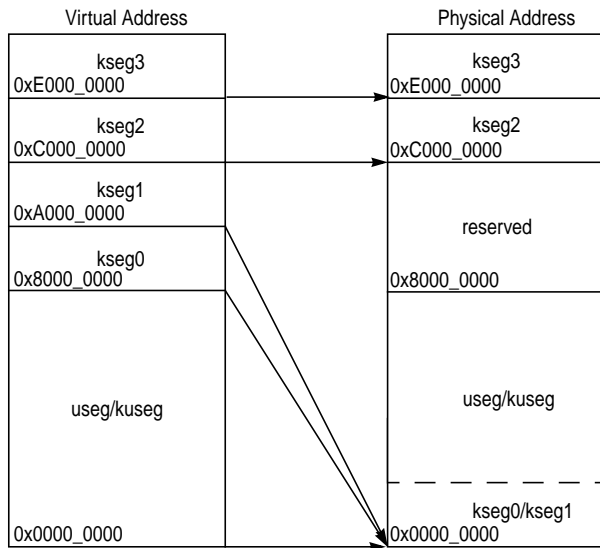 Virtual Address
kseg3
0xE000_0000
kseg2
0xC000_0000
kseg1
0xA000_0000
kseg0
0x8000_0000
useg/kuseg
0x0000_0000
Physical Address
kseg3
0xE000_0000
kseg2
0xC000_0000
reserved
0x8000_0000
useg/kuseg
kseg0/kseg1
0x0000_0000